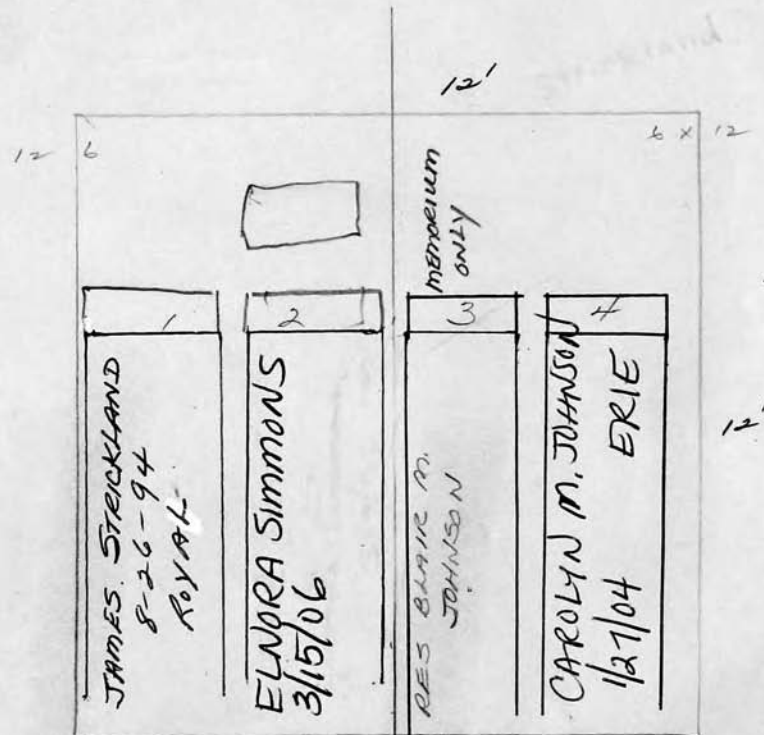 12'
12 6
6 x 12
MEMORIUM
ONLY
1
2
3
4
JAMES STRICKLAND
8-26-94
ROYAL
ELNORA SIMMONS
3/15/06
RES BLAIR M.
JOHNSON
CAROLYN M. JOHNSON
1/27/04 ERIE
12'